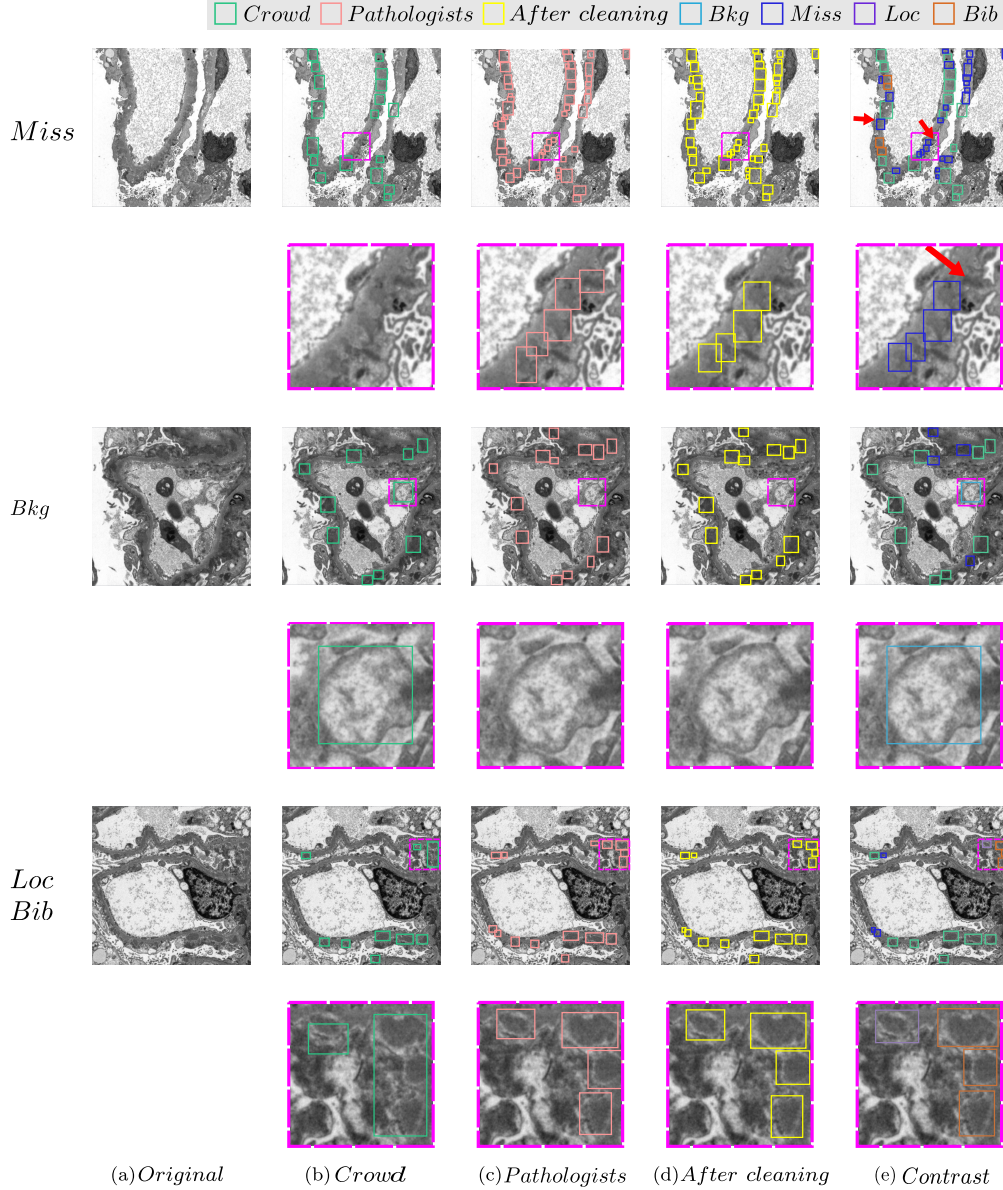 Crowd Pathologists After cleaning Bkg Miss Loc Bib
Miss
Bkg
Loc
Bib
(a)Original (b) Crowd (c)Pathologists (d)After cleaning (e) Contrast